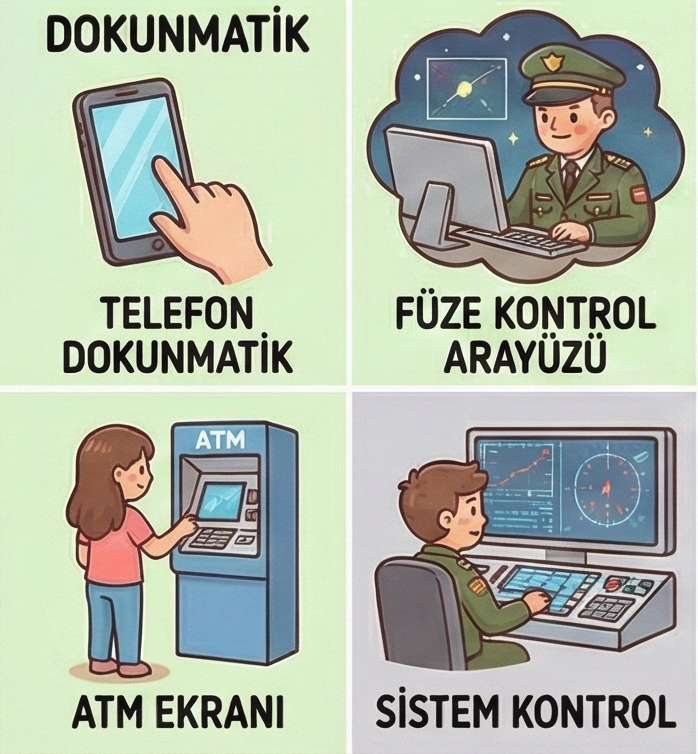 DOKUNMATİK
TELEFON
DOKUNMATİK
FÜZE KONTROL
ARAYÜZÜ
ATM
ATM EKRANI
SİSTEM KONTROL